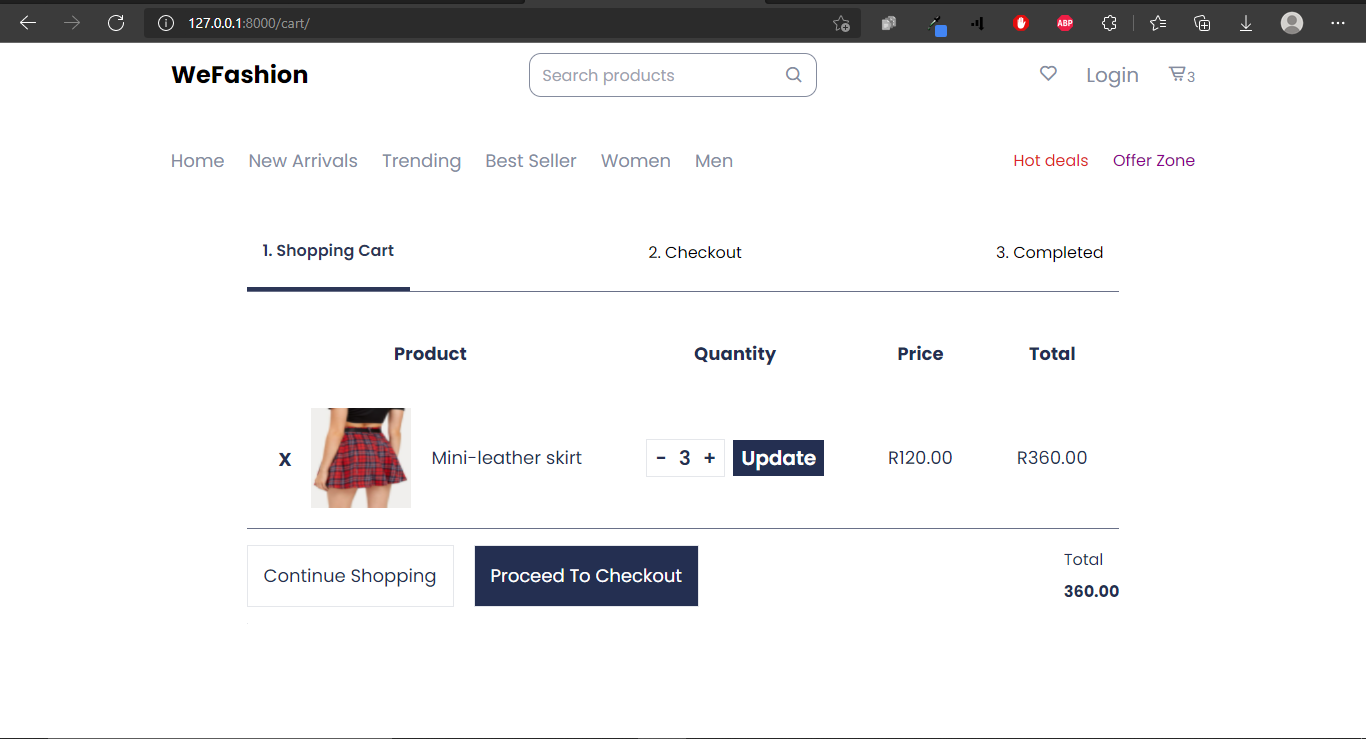 127.0.0.1:8000/cart/
ABP
WeFashion
Search products
Login
3
Home New Arrivals Trending Best Seller Women Men
Hot deals Offer Zone
1. Shopping Cart
2. Checkout
3. Completed
Product Quantity Price Total
X Mini-leather skirt - 3 + Update R120.00 R360.00
Continue Shopping
Proceed To Checkout
Total
360.00